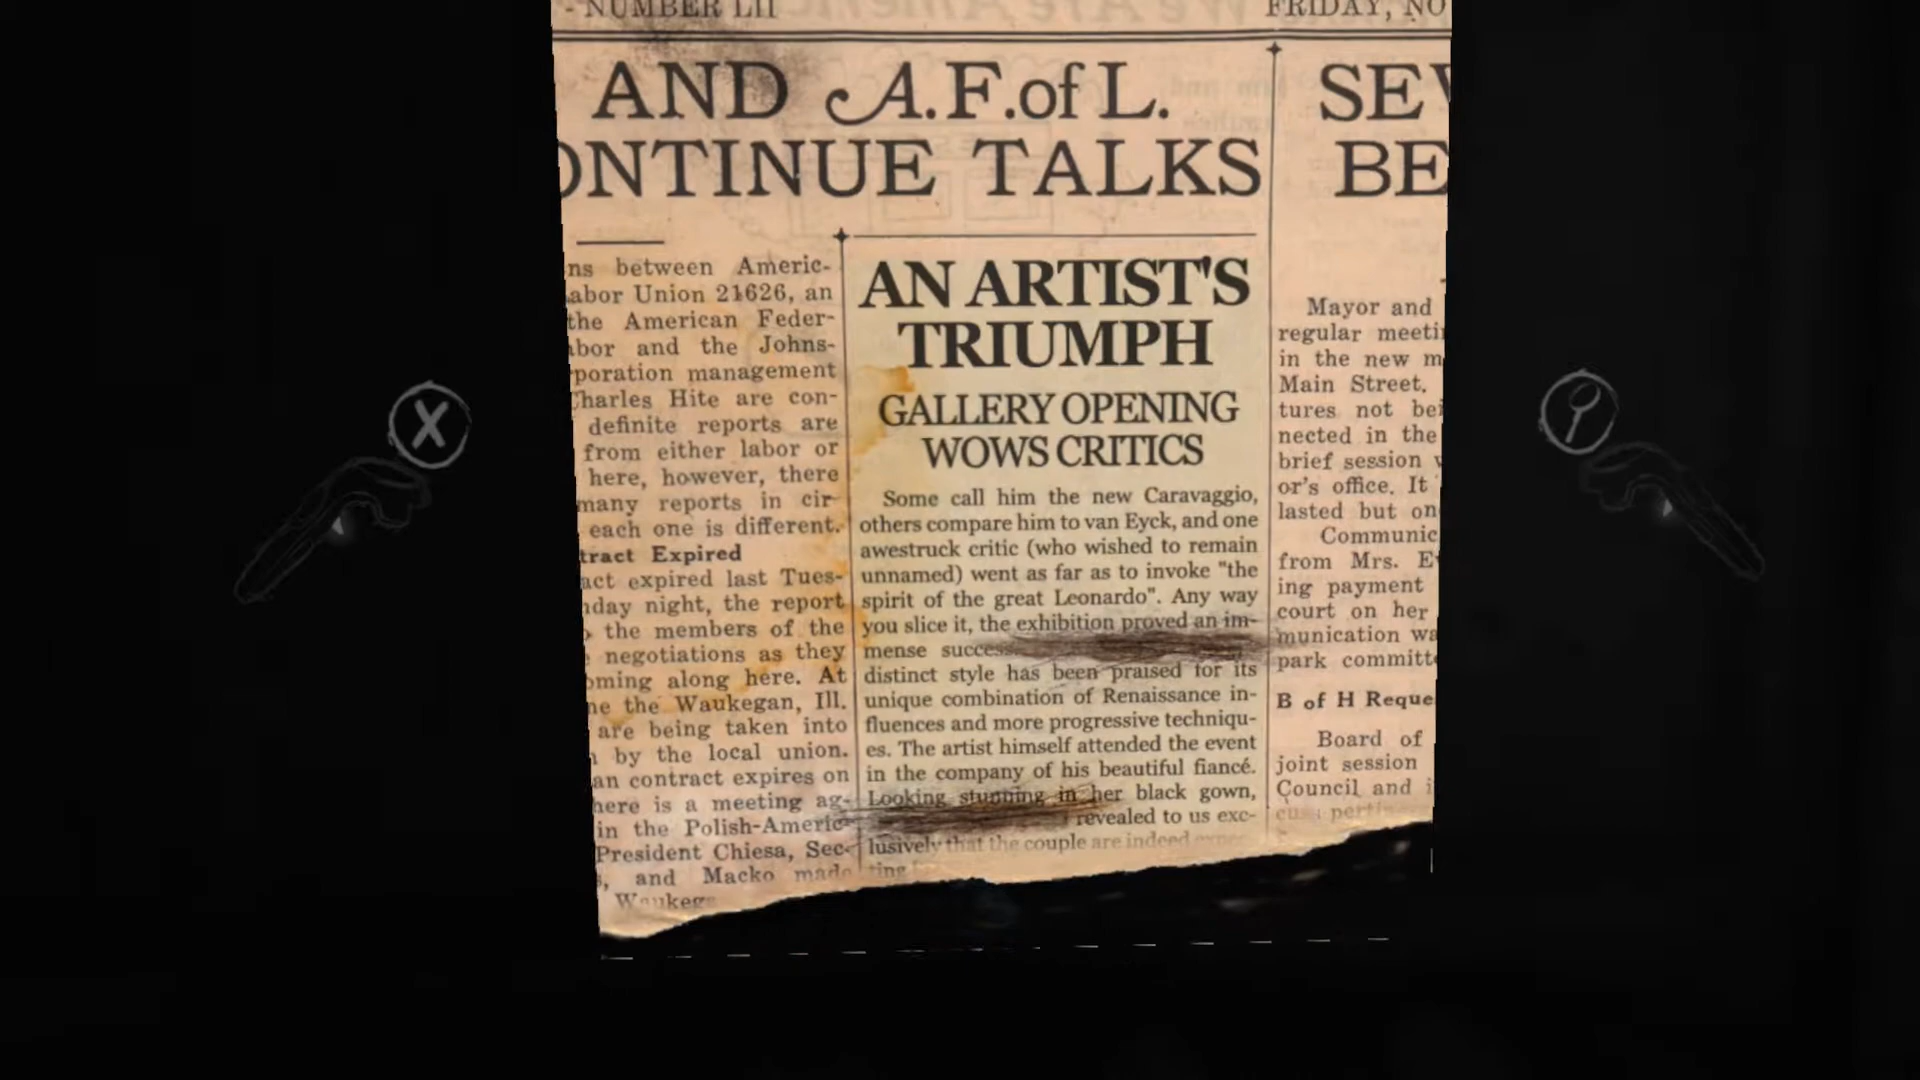 - NUMBER LII
FRIDAY, NO
AND A.F.of L.
ONTINUE TALKS
ns between Americ-
abor Union 21626, an
the American Feder-
bor and the Johns-
poration management
Charles Hite are con-
definite reports are
from either labor or
here, however, there
many reports in cir-
each one is different.
tract Expired
act expired last Tues-
day night, the report
the members of the
negotiations as they
oming along here. At
ne the Waukegan, Ill.
are being taken into
by the local union.
an contract expires on
here is a meeting ag-
in the Polish-Americ-
President Chiesa, Sec-
s, and Macko made
Waukeg
AN ARTIST'S
TRIUMPH
GALLERY OPENING
WOWS CRITICS
Some call him the new Caravaggio,
others compare him to van Eyck, and one
awestruck critic (who wished to remain
unnamed) went as far as to invoke "the
spirit of the great Leonardo". Any way
you slice it, the exhibition proved an im-
mense success
distinct style has been praised for its
unique combination of Renaissance in-
fluences and more progressive techniqu-
es. The artist himself attended the event
in the company of his beautiful fiancé.
Looking stunning in her black gown,
revealed to us exc-
lusively that the couple are indeed expec-
ting
SEV
BE
Mayor and
regular meeti
in the new m
Main Street.
tures not bei
nected in the
brief session
or's office. It
lasted but on
Communic
from Mrs. E
ing payment
court on her
munication wa
park committe
B of H Reque
Board of
joint session
Council and i
X